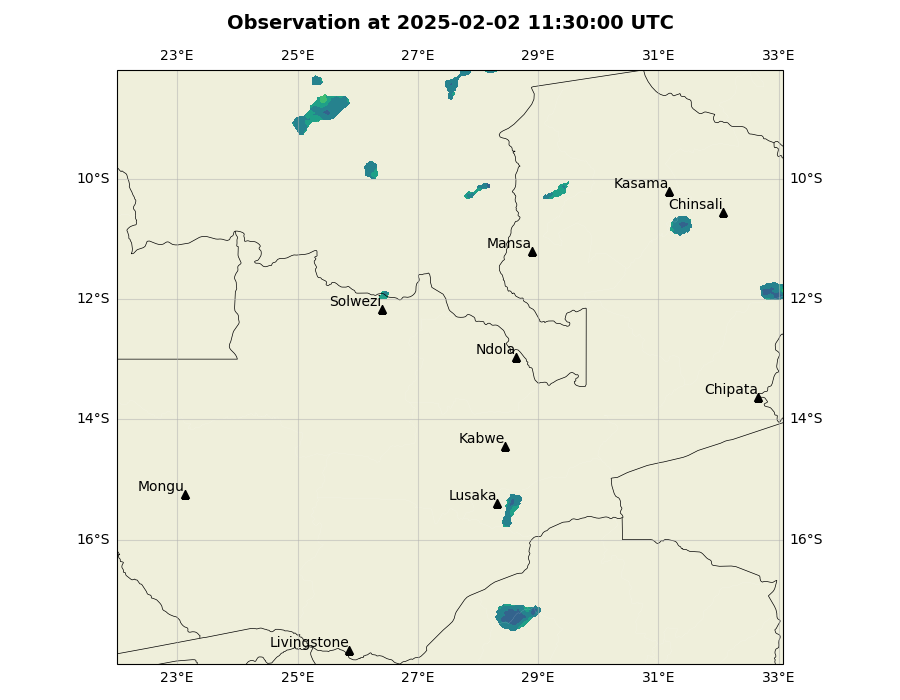 Observation at 2025-02-02 11:30:00 UTC
23°E 25°E 27°E 29°E 31°E 33°E
10°S 10°S
Kasama
Chinsali
Mansa
12°S 12°S
Solwezi
Ndola
Chipata
14°S 14°S
Kabwe
Mongu
Lusaka
16°S 16°S
Livingstone
23°E 25°E 27°E 29°E 31°E 33°E